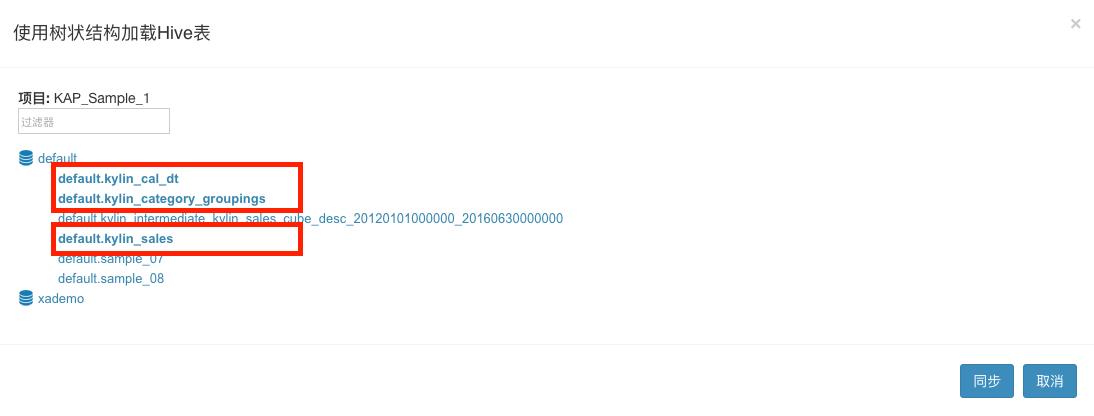 使用树状结构加载Hive表
×
项目: KAP_Sample_1
过滤器
default
default.kylin_cal_dt
default.kylin_category_groupings
default.kylin_intermediate_kylin_sales_cube_desc_20120101000000_20160630000000
default.kylin_sales
default.sample_07
default.sample_08
xademo
同步 取消